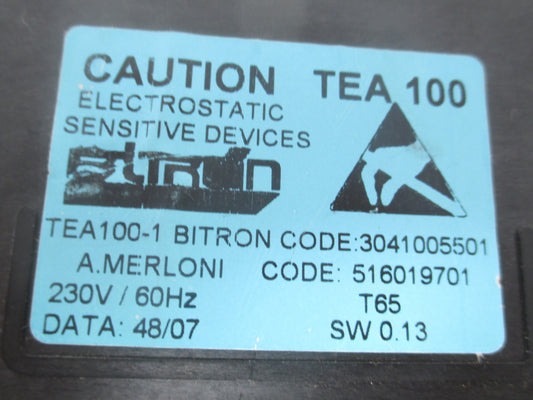 CAUTION TEA 100
ELECTROSTATIC
SENSITIVE DEVICES
TEA100-1 BITRON CODE:3041005501
A.MERLONI CODE: 516019701
230V / 60Hz T65
DATA: 48/07 SW 0.13